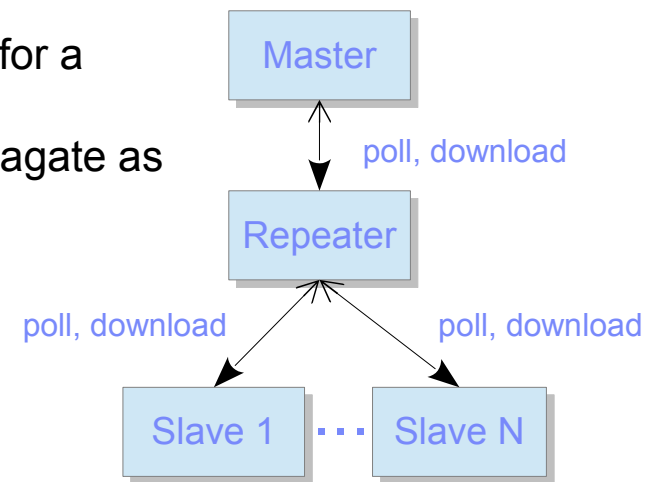 for a
Master
agate as
poll, download
Repeater
poll, download
poll, download
Slave 1
Slave N